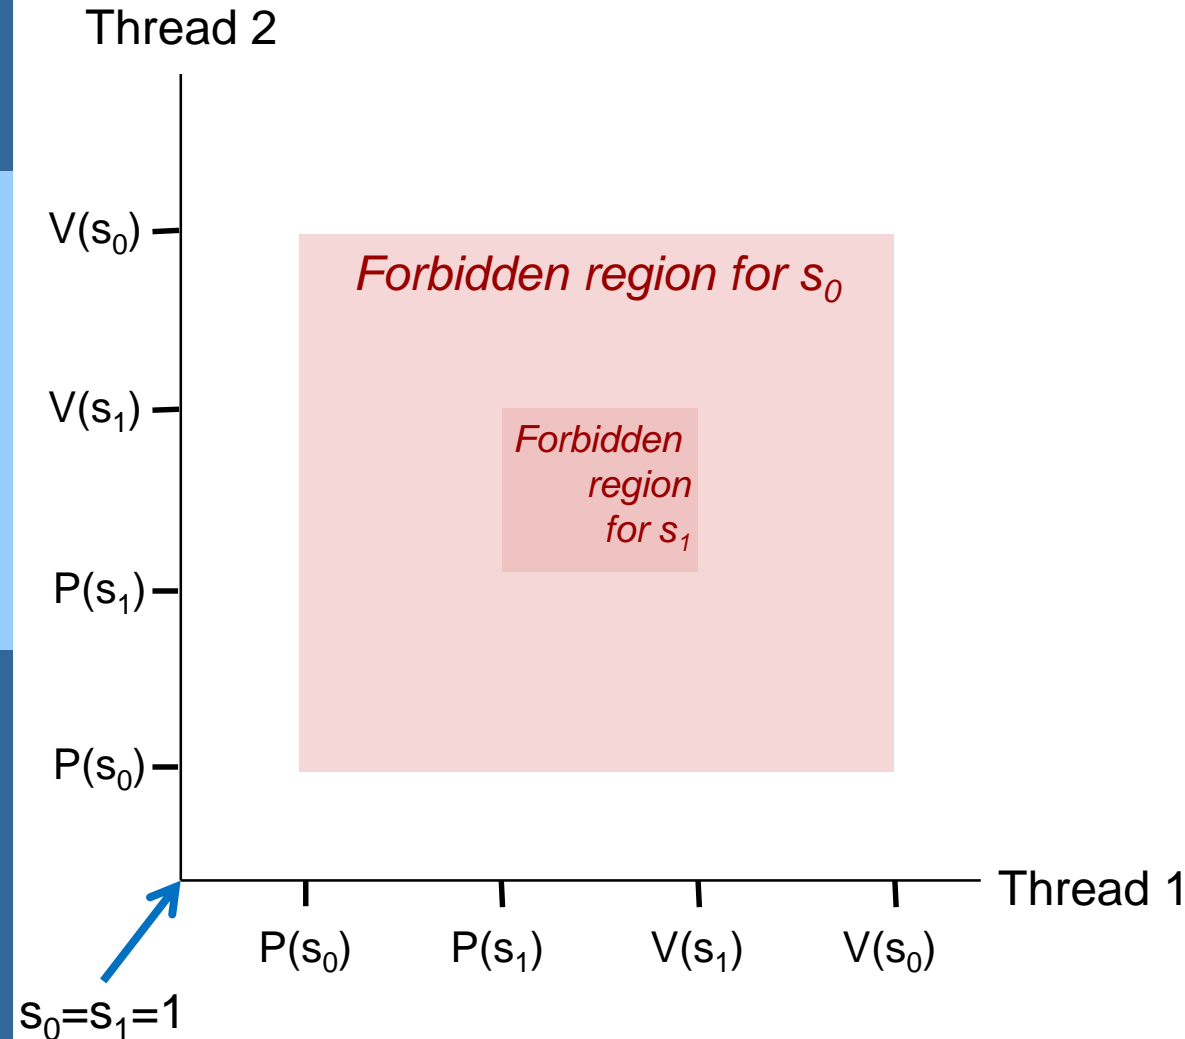 Thread 2
V(s₀)
Forbidden region for s₀
V(s₁)
Forbidden
region
for s₁
P(s₁)
P(s₀)
Thread 1
P(s₀) P(s₁) V(s₁) V(s₀)
s₀=s₁=1